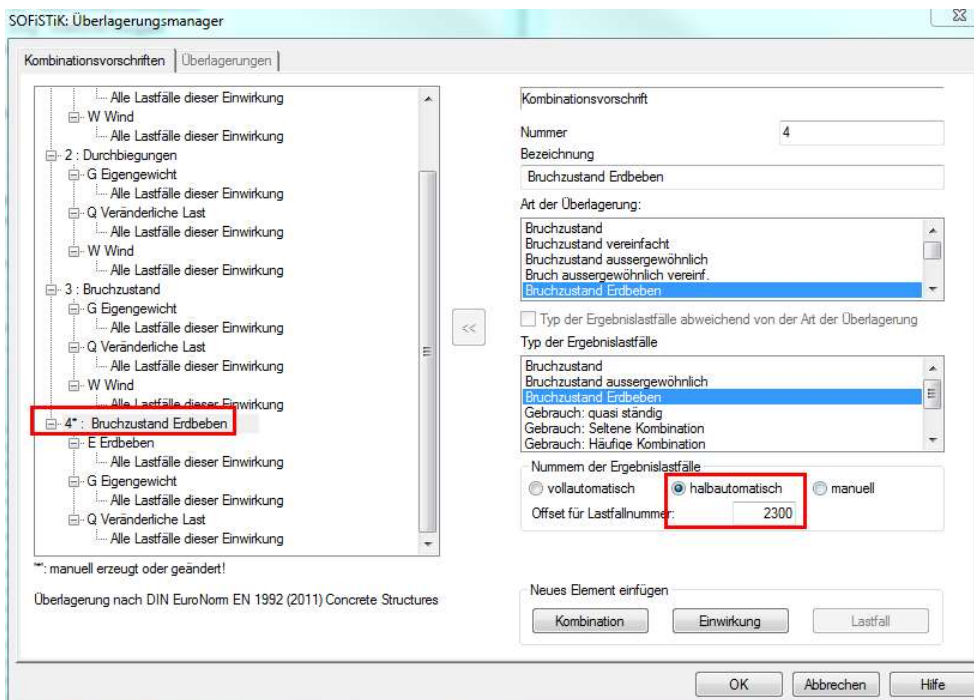 SOFiSTiK: Überlagerungsmanager
Kombinationsvorschriften
Überlagerungen
Alle Lastfälle dieser Einwirkung
W Wind
Alle Lastfälle dieser Einwirkung
2 : Durchbiegungen
G Eigengewicht
Alle Lastfälle dieser Einwirkung
Q Veränderliche Last
Alle Lastfälle dieser Einwirkung
W Wind
Alle Lastfälle dieser Einwirkung
3 : Bruchzustand
G Eigengewicht
Alle Lastfälle dieser Einwirkung
Q Veränderliche Last
Alle Lastfälle dieser Einwirkung
W Wind
Alle Lastfälle dieser Einwirkung
4* : Bruchzustand Erdbeben
E Erdbeben
Alle Lastfälle dieser Einwirkung
G Eigengewicht
Alle Lastfälle dieser Einwirkung
Q Veränderliche Last
Alle Lastfälle dieser Einwirkung
"*": manuell erzeugt oder geändert!
Überlagerung nach DIN EuroNorm EN 1992 (2011) Concrete Structures
<<
Kombinationsvorschrift
Nummer 4
Bezeichnung
Bruchzustand Erdbeben
Art der Überlagerung:
Bruchzustand
Bruchzustand vereinfacht
Bruchzustand aussergewöhnlich
Bruch aussergewöhnlich vereinf.
Bruchzustand Erdbeben
Typ der Ergebnislastfälle abweichend von der Art der Überlagerung
Typ der Ergebnislastfälle
Bruchzustand
Bruchzustand aussergewöhnlich
Bruchzustand Erdbeben
Gebrauch: quasi ständig
Gebrauch: Seltene Kombination
Gebrauch: Häufige Kombination
Nummern der Ergebnislastfälle
vollautomatisch halbautomatisch manuell
Offset für Lastfallnummer: 2300
Neues Element einfügen
Kombination Einwirkung Lastfall
OK Abbrechen Hilfe